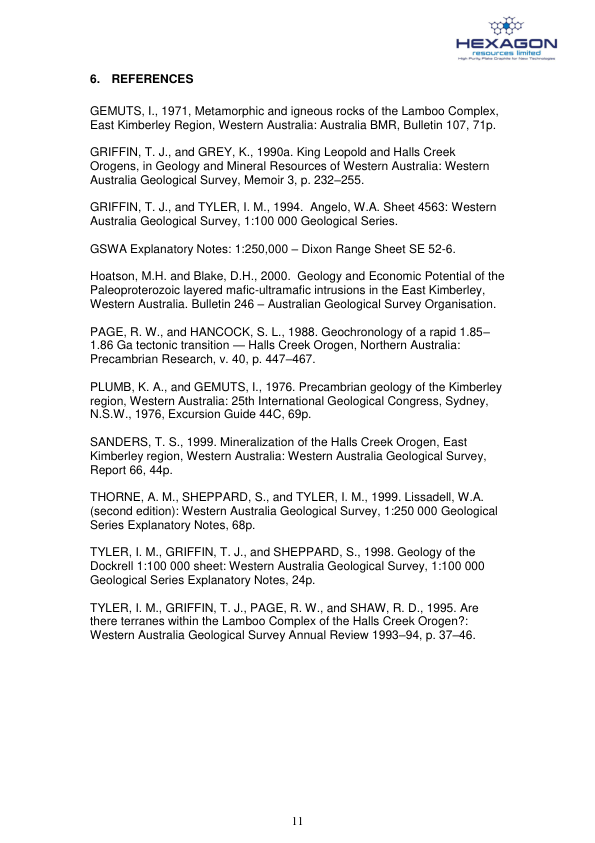 HEXAGON
resources limited
High Purity Flake Graphite for New Technologies
6. REFERENCES
GEMUTS, I., 1971, Metamorphic and igneous rocks of the Lamboo Complex,
East Kimberley Region, Western Australia: Australia BMR, Bulletin 107, 71p.
GRIFFIN, T. J., and GREY, K., 1990a. King Leopold and Halls Creek
Orogens, in Geology and Mineral Resources of Western Australia: Western
Australia Geological Survey, Memoir 3, p. 232–255.
GRIFFIN, T. J., and TYLER, I. M., 1994.  Angelo, W.A. Sheet 4563: Western
Australia Geological Survey, 1:100 000 Geological Series.
GSWA Explanatory Notes: 1:250,000 – Dixon Range Sheet SE 52-6.
Hoatson, M.H. and Blake, D.H., 2000.  Geology and Economic Potential of the
Paleoproterozoic layered mafic-ultramafic intrusions in the East Kimberley,
Western Australia. Bulletin 246 – Australian Geological Survey Organisation.
PAGE, R. W., and HANCOCK, S. L., 1988. Geochronology of a rapid 1.85–
1.86 Ga tectonic transition — Halls Creek Orogen, Northern Australia:
Precambrian Research, v. 40, p. 447–467.
PLUMB, K. A., and GEMUTS, I., 1976. Precambrian geology of the Kimberley
region, Western Australia: 25th International Geological Congress, Sydney,
N.S.W., 1976, Excursion Guide 44C, 69p.
SANDERS, T. S., 1999. Mineralization of the Halls Creek Orogen, East
Kimberley region, Western Australia: Western Australia Geological Survey,
Report 66, 44p.
THORNE, A. M., SHEPPARD, S., and TYLER, I. M., 1999. Lissadell, W.A.
(second edition): Western Australia Geological Survey, 1:250 000 Geological
Series Explanatory Notes, 68p.
TYLER, I. M., GRIFFIN, T. J., and SHEPPARD, S., 1998. Geology of the
Dockrell 1:100 000 sheet: Western Australia Geological Survey, 1:100 000
Geological Series Explanatory Notes, 24p.
TYLER, I. M., GRIFFIN, T. J., PAGE, R. W., and SHAW, R. D., 1995. Are
there terranes within the Lamboo Complex of the Halls Creek Orogen?:
Western Australia Geological Survey Annual Review 1993–94, p. 37–46.
11